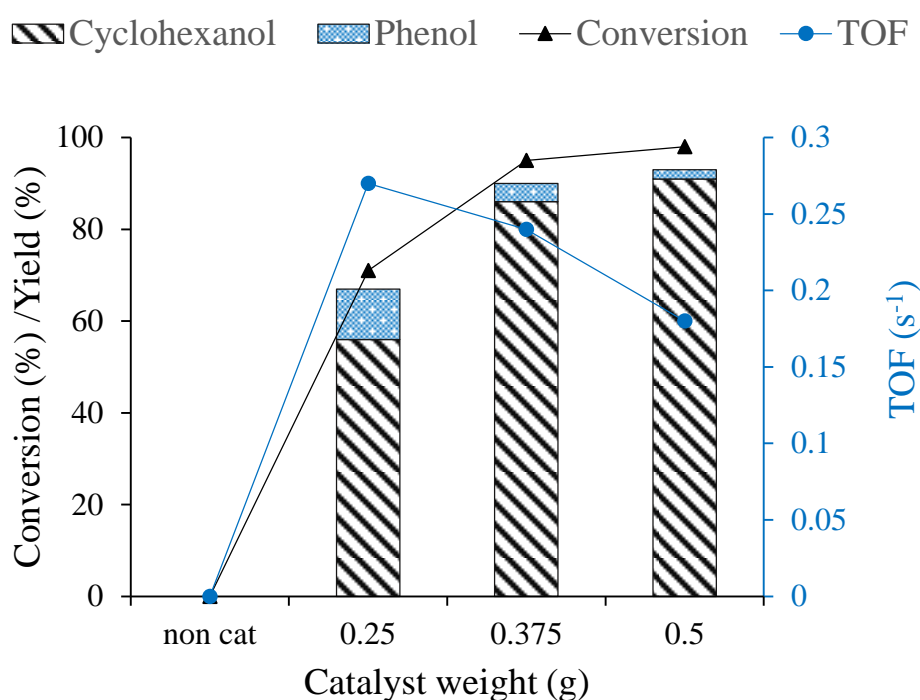 Cyclohexanol Phenol Conversion TOF
Conversion (%) /Yield (%)
100
80
60
40
20
0
0.3
0.25
0.2
0.15
0.1
0.05
0
TOF (s⁻¹)
non cat 0.25 0.375 0.5
Catalyst weight (g)